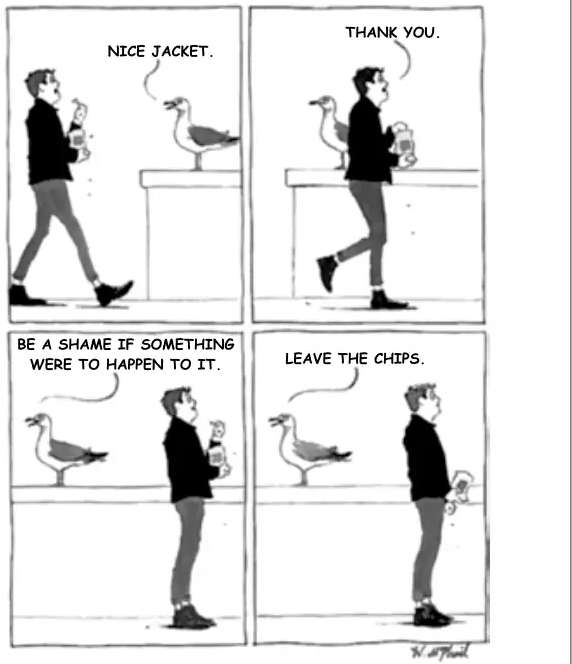 NICE JACKET.
THANK YOU.
BE A SHAME IF SOMETHING
WERE TO HAPPEN TO IT.
LEAVE THE CHIPS.